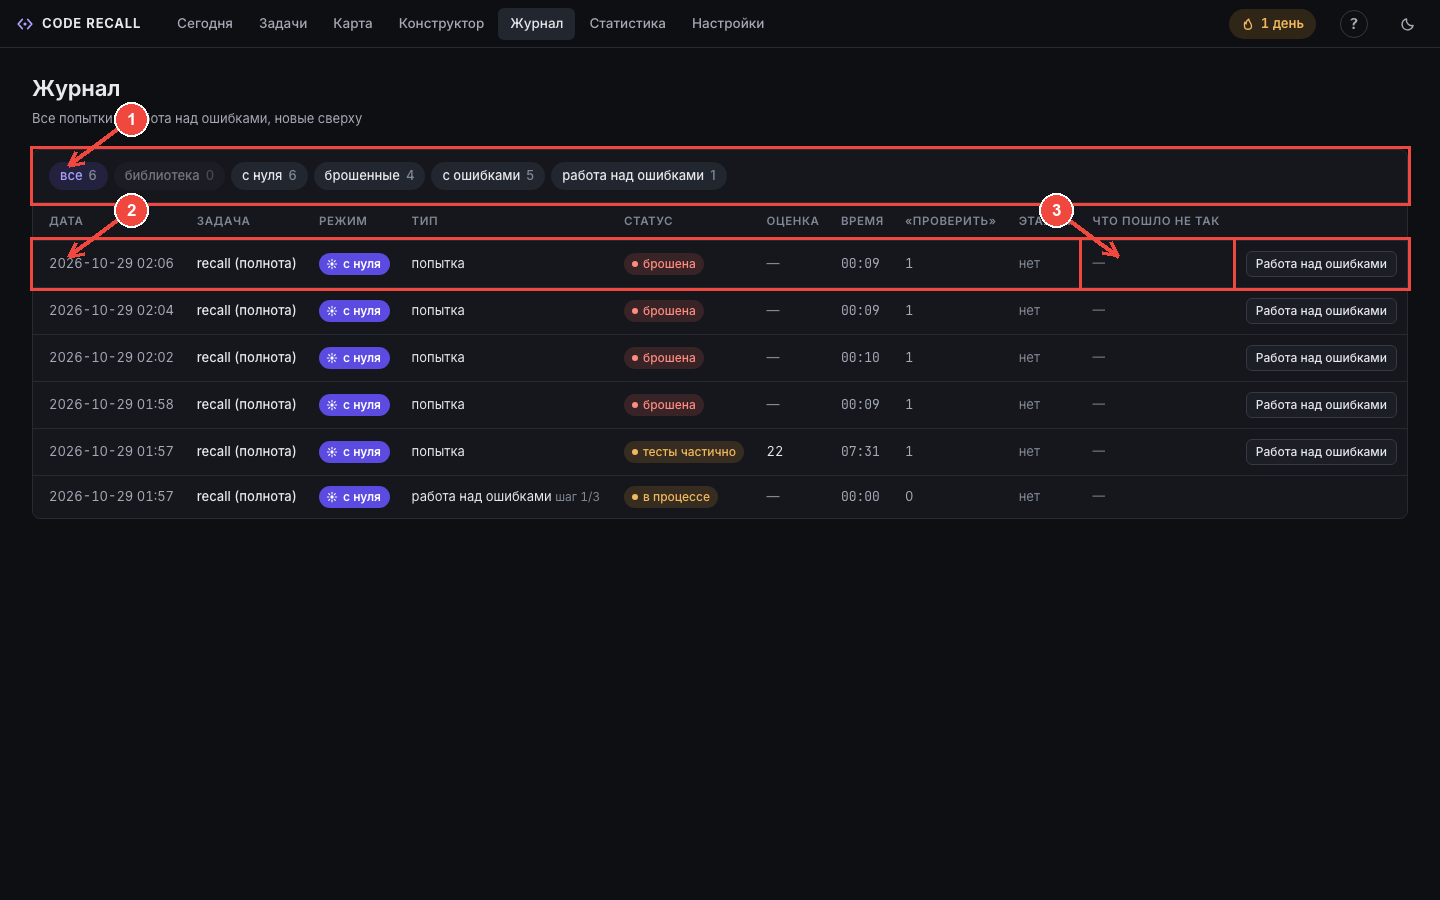 CODE RECALL Сегодня Задачи Карта Конструктор Журнал Статистика Настройки 1 день ?
Журнал
Все попытки 1 ота над ошибками, новые сверху
все 6 библиотека 0 с нуля 6 брошенные 4 с ошибками 5 работа над ошибками 1
2 3
ДАТА ЗАДАЧА РЕЖИМ ТИП СТАТУС ОЦЕНКА ВРЕМЯ «ПРОВЕРИТЬ» ЭТА ЧТО ПОШЛО НЕ ТАК
2026-10-29 02:06 recall (полнота) с нуля попытка брошена — 00:09 1 нет — Работа над ошибками
2026-10-29 02:04 recall (полнота) с нуля попытка брошена — 00:09 1 нет — Работа над ошибками
2026-10-29 02:02 recall (полнота) с нуля попытка брошена — 00:10 1 нет — Работа над ошибками
2026-10-29 01:58 recall (полнота) с нуля попытка брошена — 00:09 1 нет — Работа над ошибками
2026-10-29 01:57 recall (полнота) с нуля попытка тесты частично 22 07:31 1 нет — Работа над ошибками
2026-10-29 01:57 recall (полнота) с нуля работа над ошибками шаг 1/3 в процессе — 00:00 0 нет —